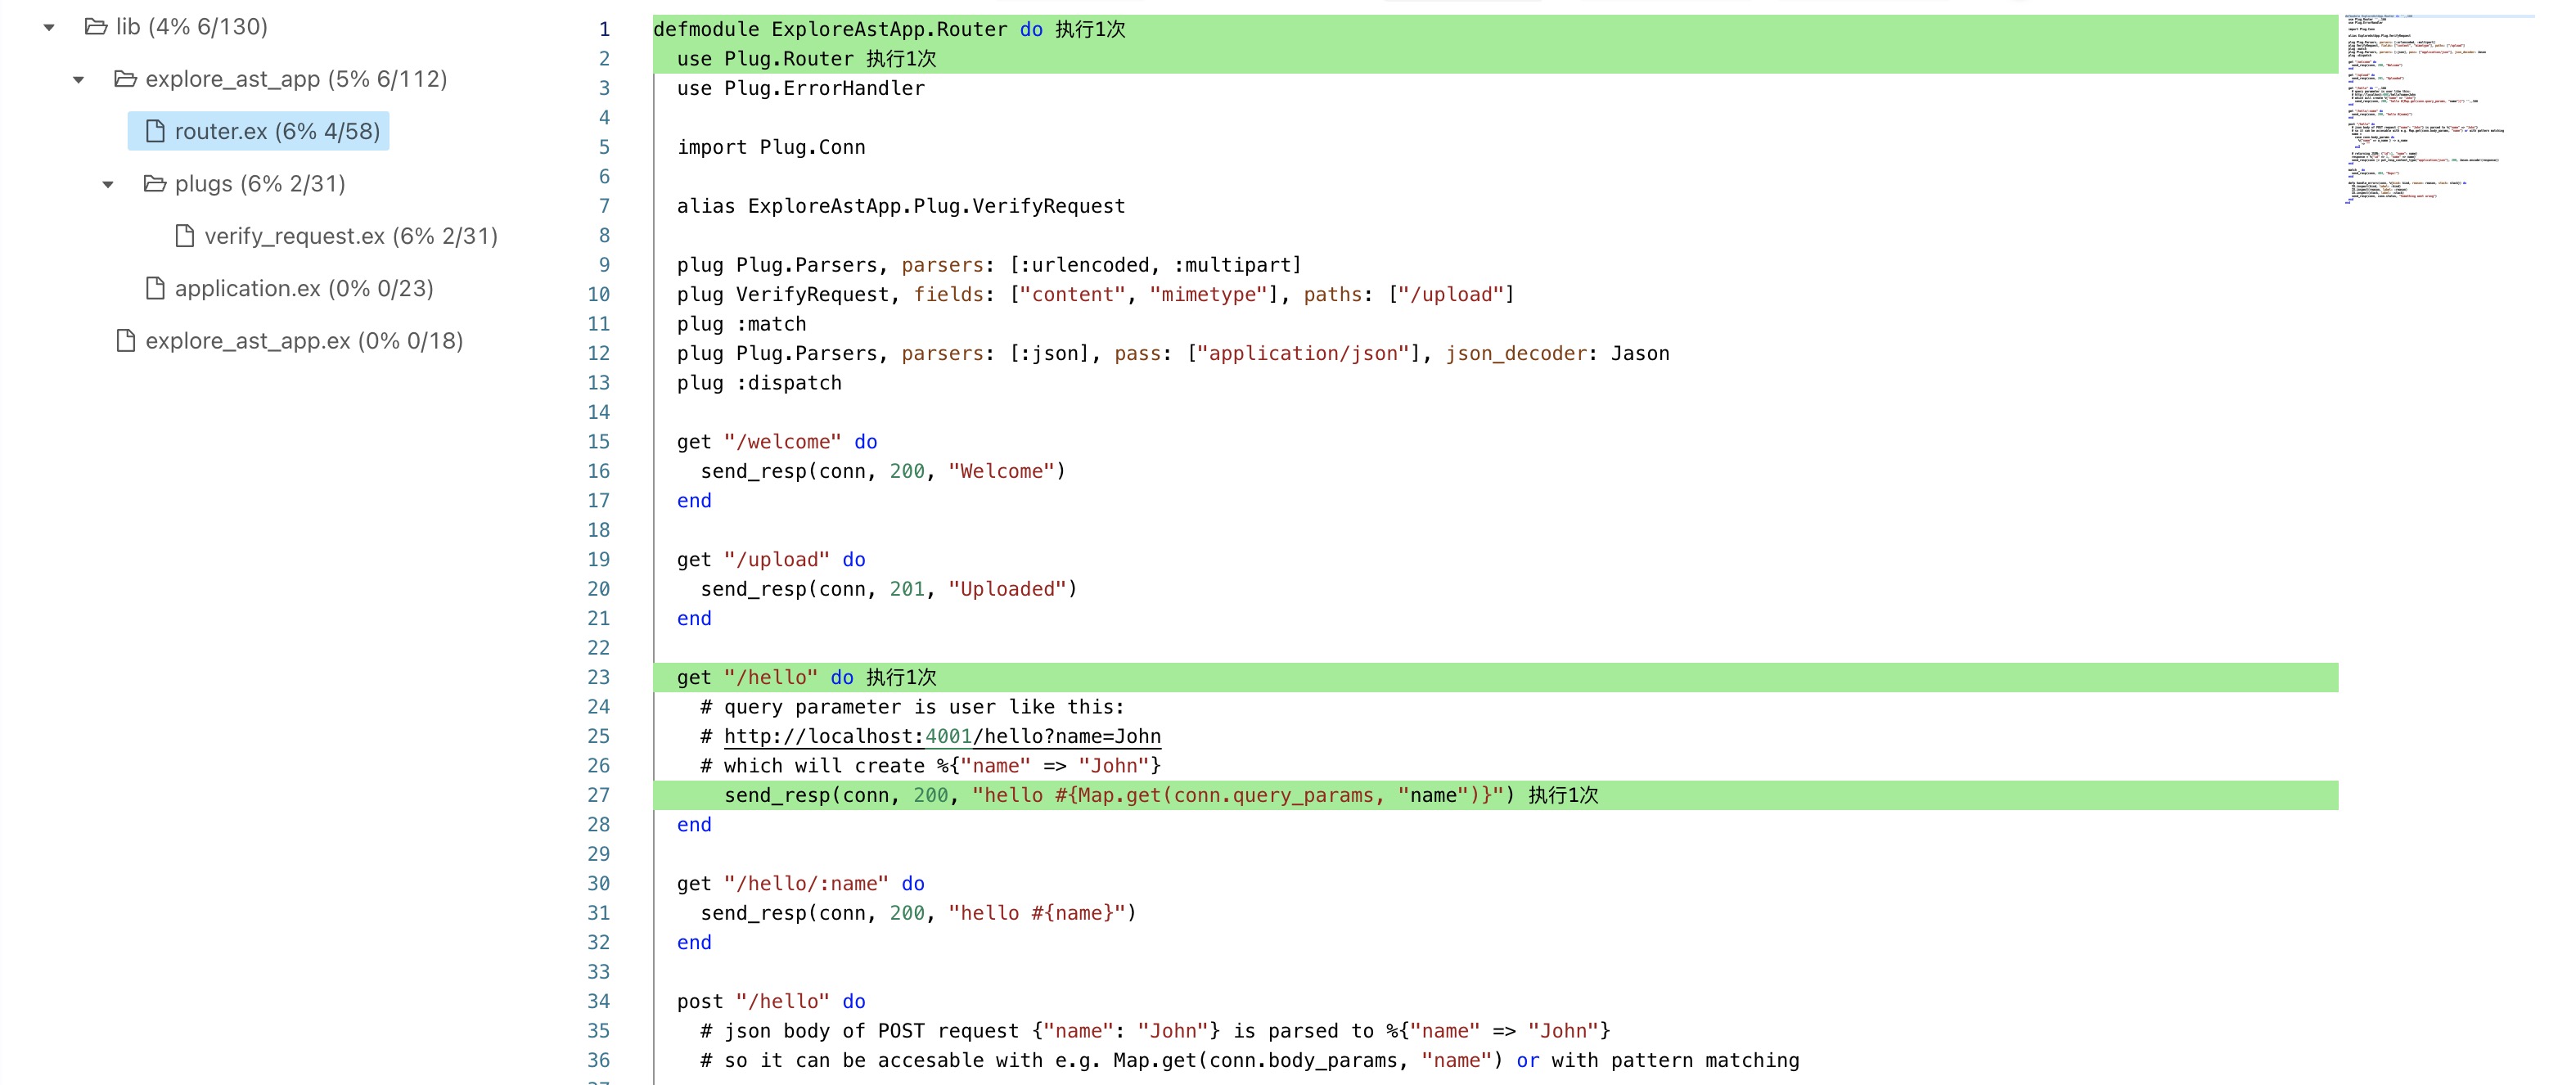 lib (4% 6/130)
explore_ast_app (5% 6/112)
router.ex (6% 4/58)
plugs (6% 2/31)
verify_request.ex (6% 2/31)
application.ex (0% 0/23)
explore_ast_app.ex (0% 0/18)
1 defmodule ExploreAstApp.Router do 执行1次
2   use Plug.Router 执行1次
3   use Plug.ErrorHandler
4
5   import Plug.Conn
6
7   alias ExploreAstApp.Plug.VerifyRequest
8
9   plug Plug.Parsers, parsers: [:urlencoded, :multipart]
10   plug VerifyRequest, fields: ["content", "mimetype"], paths: ["/upload"]
11   plug :match
12   plug Plug.Parsers, parsers: [:json], pass: ["application/json"], json_decoder: Jason
13   plug :dispatch
14
15   get "/welcome" do
16     send_resp(conn, 200, "Welcome")
17   end
18
19   get "/upload" do
20     send_resp(conn, 201, "Uploaded")
21   end
22
23   get "/hello" do 执行1次
24     # query parameter is user like this:
25     # http://localhost:4001/hello?name=John
26     # which will create %{"name" => "John"}
27       send_resp(conn, 200, "hello #{Map.get(conn.query_params, "name")}") 执行1次
28   end
29
30   get "/hello/:name" do
31     send_resp(conn, 200, "hello #{name}")
32   end
33
34   post "/hello" do
35     # json body of POST request {"name": "John"} is parsed to %{"name" => "John"}
36     # so it can be accesable with e.g. Map.get(conn.body_params, "name") or with pattern matching